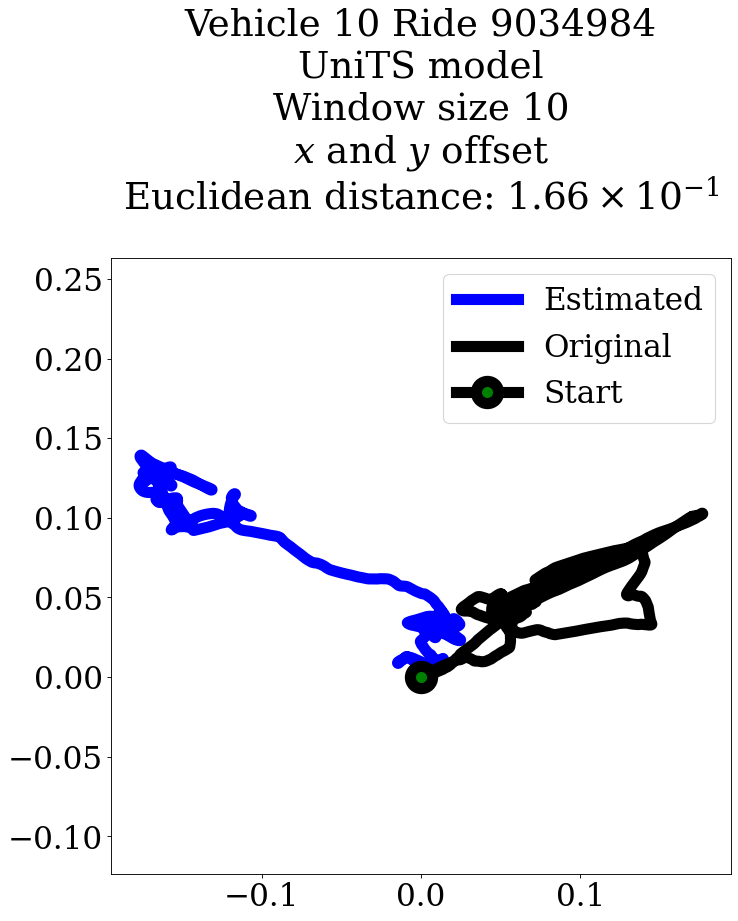 Vehicle 10 Ride 9034984
UniTS model
Window size 10
x and y offset
Euclidean distance: 1.66 × 10⁻¹
Estimated
Original
Start
0.25
0.20
0.15
0.10
0.05
0.00
−0.05
−0.10
−0.1 0.0 0.1